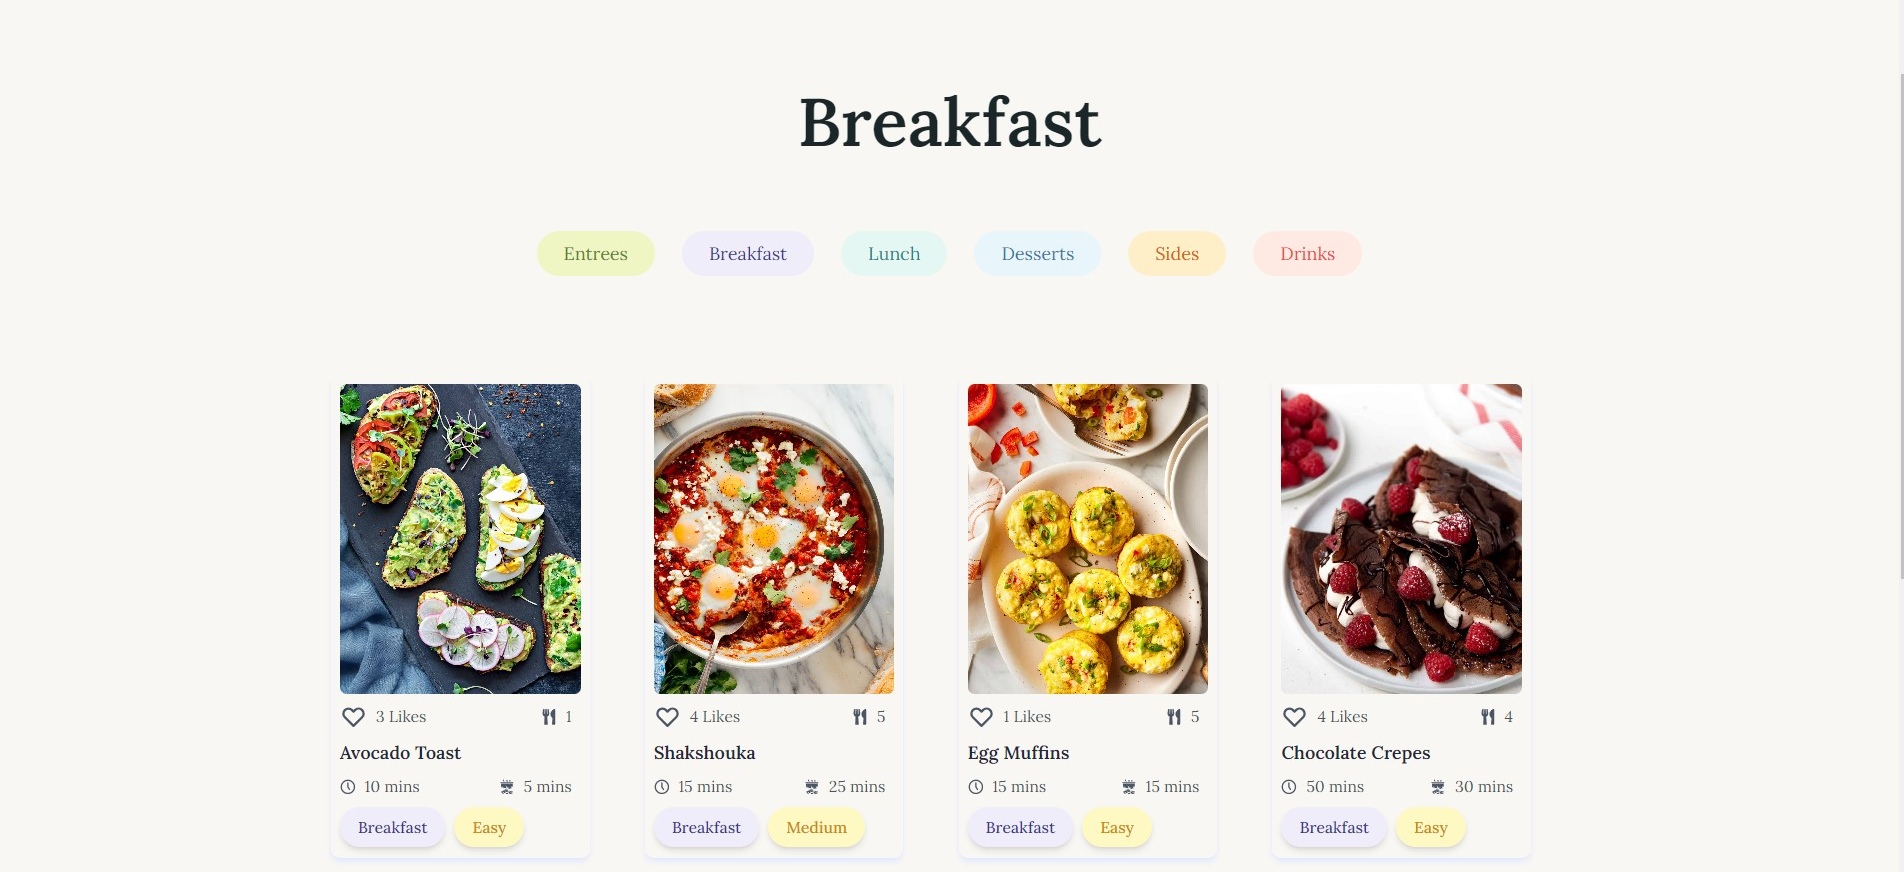 Breakfast
Entrees Breakfast Lunch Desserts Sides Drinks
3 Likes 1
Avocado Toast
10 mins 5 mins
Breakfast Easy
4 Likes 5
Shakshouka
15 mins 25 mins
Breakfast Medium
1 Likes 5
Egg Muffins
15 mins 15 mins
Breakfast Easy
4 Likes 4
Chocolate Crepes
50 mins 30 mins
Breakfast Easy